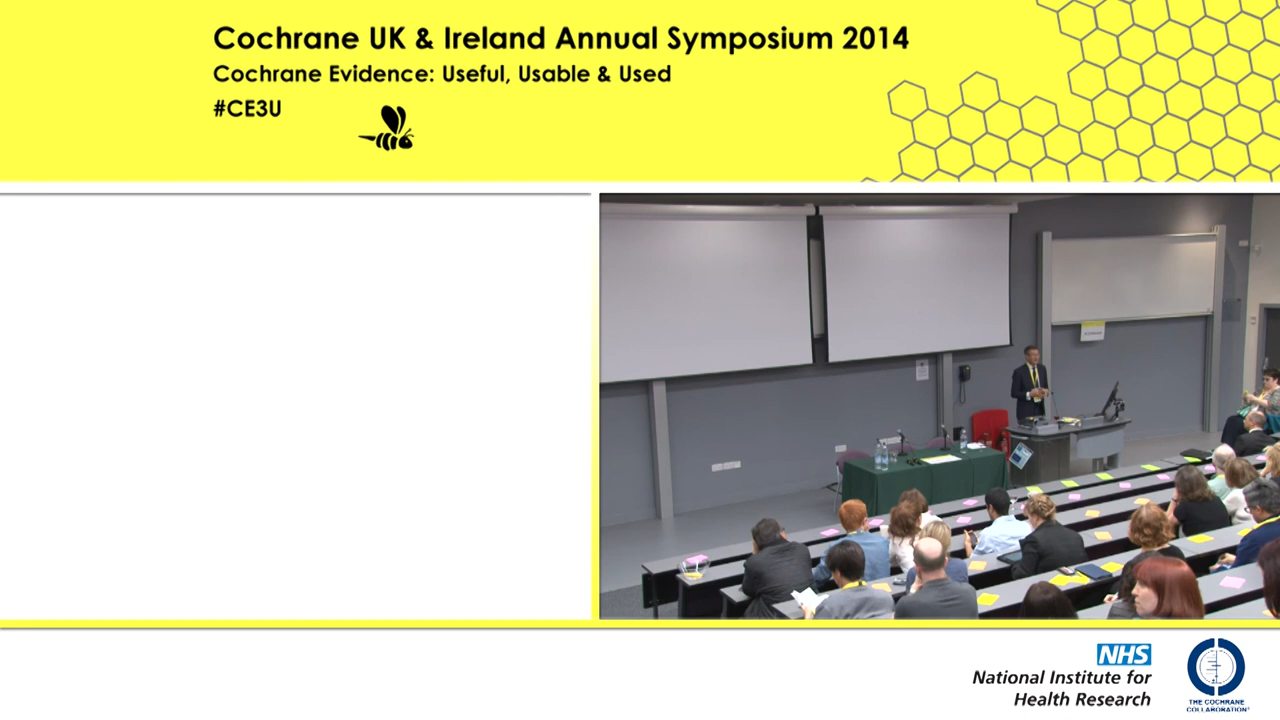 Cochrane UK & Ireland Annual Symposium 2014
Cochrane Evidence: Useful, Usable & Used
#CE3U
NHS
National Institute for
Health Research
THE COCHRANE
COLLABORATION®